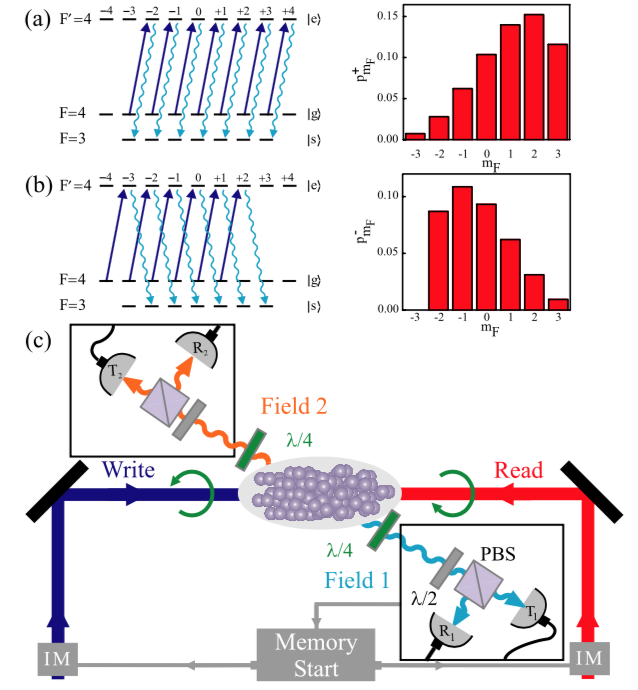 (a)
F'=4
−4 −3 −2 −1 0 +1 +2 +3 +4
|e⟩
F=4
|g⟩
F=3
|s⟩
p⁺mF
0.15
0.10
0.05
0.00
-3 -2 -1 0 1 2 3
mF
(b)
F'=4
−4 −3 −2 −1 0 +1 +2 +3 +4
|e⟩
F=4
|g⟩
F=3
|s⟩
p⁻mF
0.10
0.05
0.00
-3 -2 -1 0 1 2 3
mF
(c)
T2
R2
Field 2
λ/4
Write
Read
λ/4
Field 1
PBS
λ/2
R1
T1
IM
Memory
Start
IM